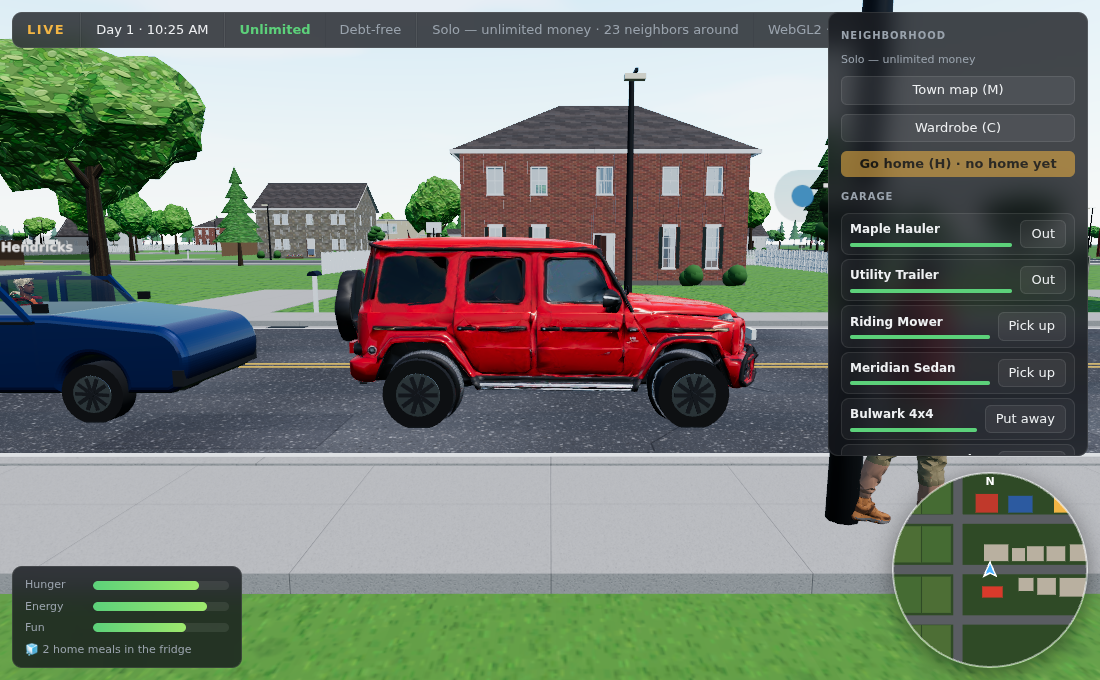 LIVE
Day 1 · 10:25 AM
Unlimited
Debt-free
Solo — unlimited money · 23 neighbors around
WebGL2
NEIGHBORHOOD
Solo — unlimited money
Town map (M)
Wardrobe (C)
Go home (H) · no home yet
GARAGE
Maple Hauler
Out
Utility Trailer
Out
Riding Mower
Pick up
Meridian Sedan
Pick up
Bulwark 4x4
Put away
Hendricks
N
Hunger
Energy
Fun
2 home meals in the fridge